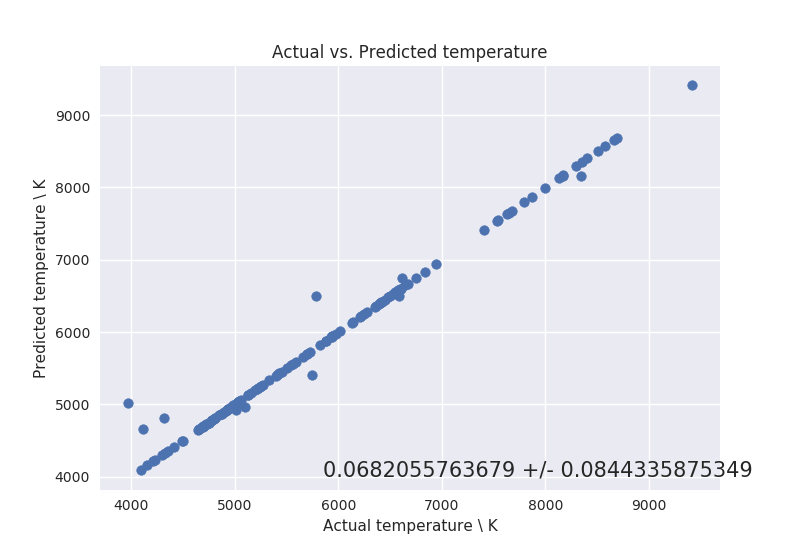 Actual vs. Predicted temperature
9000
8000
7000
6000
5000
4000
Predicted temperature \ K
0.0682055763679 +/- 0.0844335875349
4000 5000 6000 7000 8000 9000
Actual temperature \ K